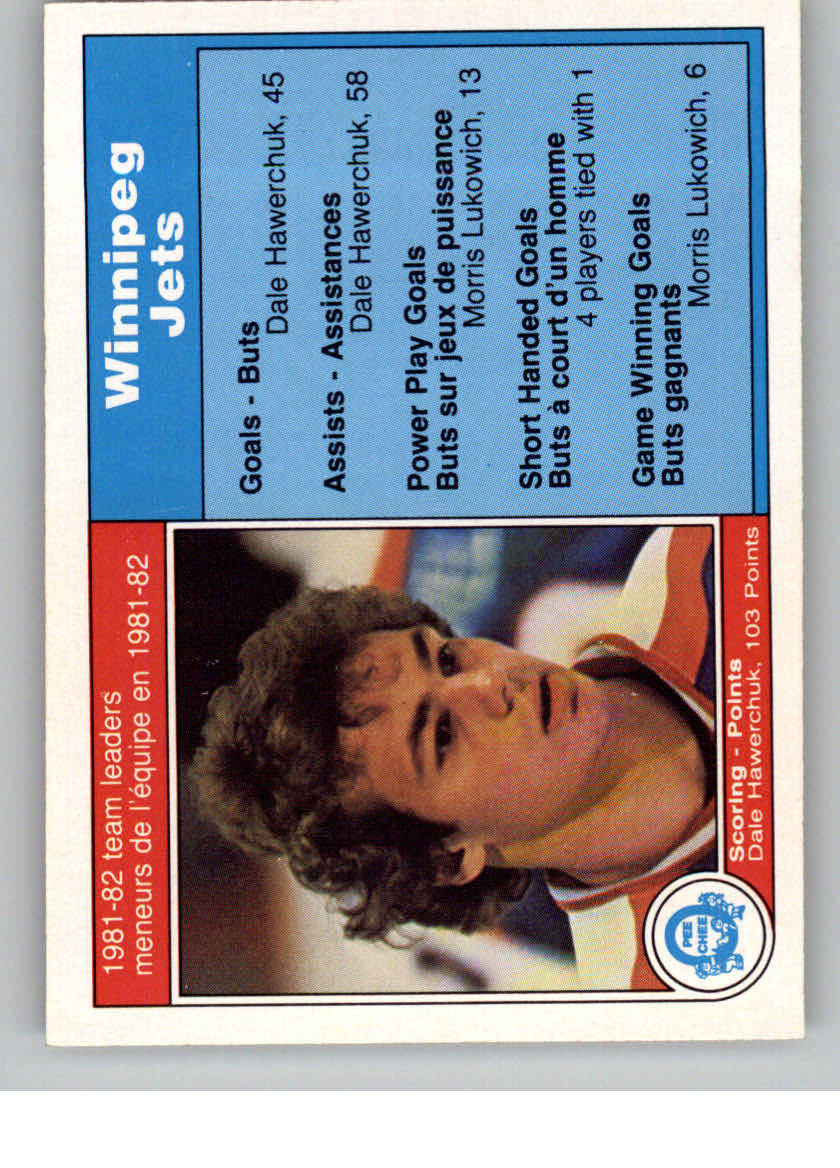 1981-82 team leaders
meneurs de l'équipe en 1981-82
Scoring - Points
Dale Hawerchuk, 103 Points
O
PEE
CHEE
Winnipeg
Jets
Goals - Buts
Dale Hawerchuk, 45
Assists - Assistances
Dale Hawerchuk, 58
Power Play Goals
Buts sur jeux de puissance
Morris Lukowich, 13
Short Handed Goals
Buts à court d'un homme
4 players tied with 1
Game Winning Goals
Buts gagnants
Morris Lukowich, 6